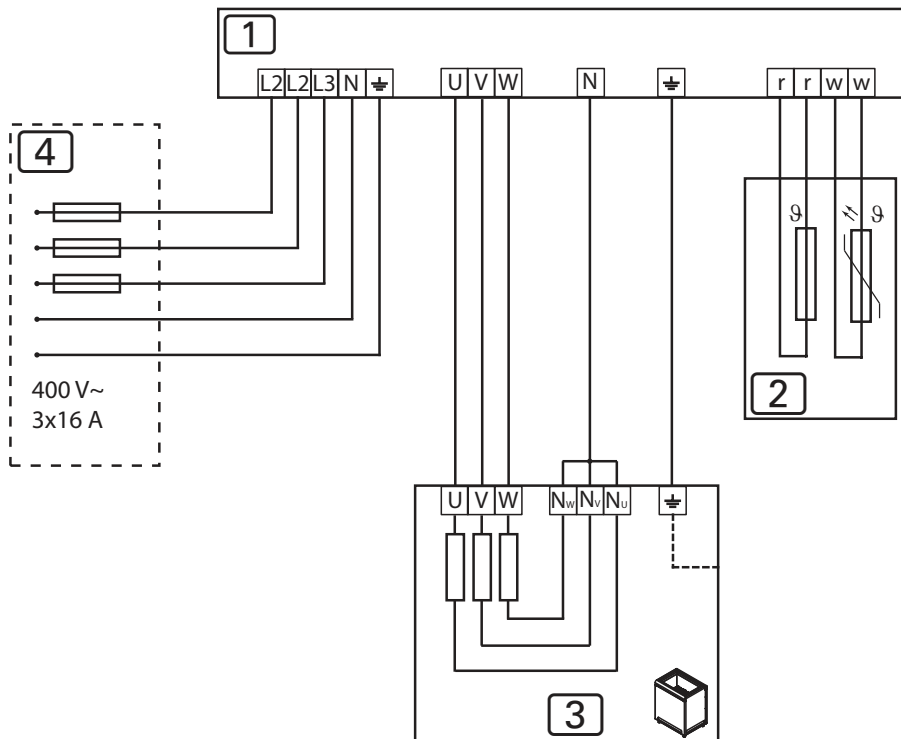 1
L2 L2 L3 N U V W N r r w w
4
ϑ ϑ
400 V~
3x16 A
2
U V W NW NV NU
3